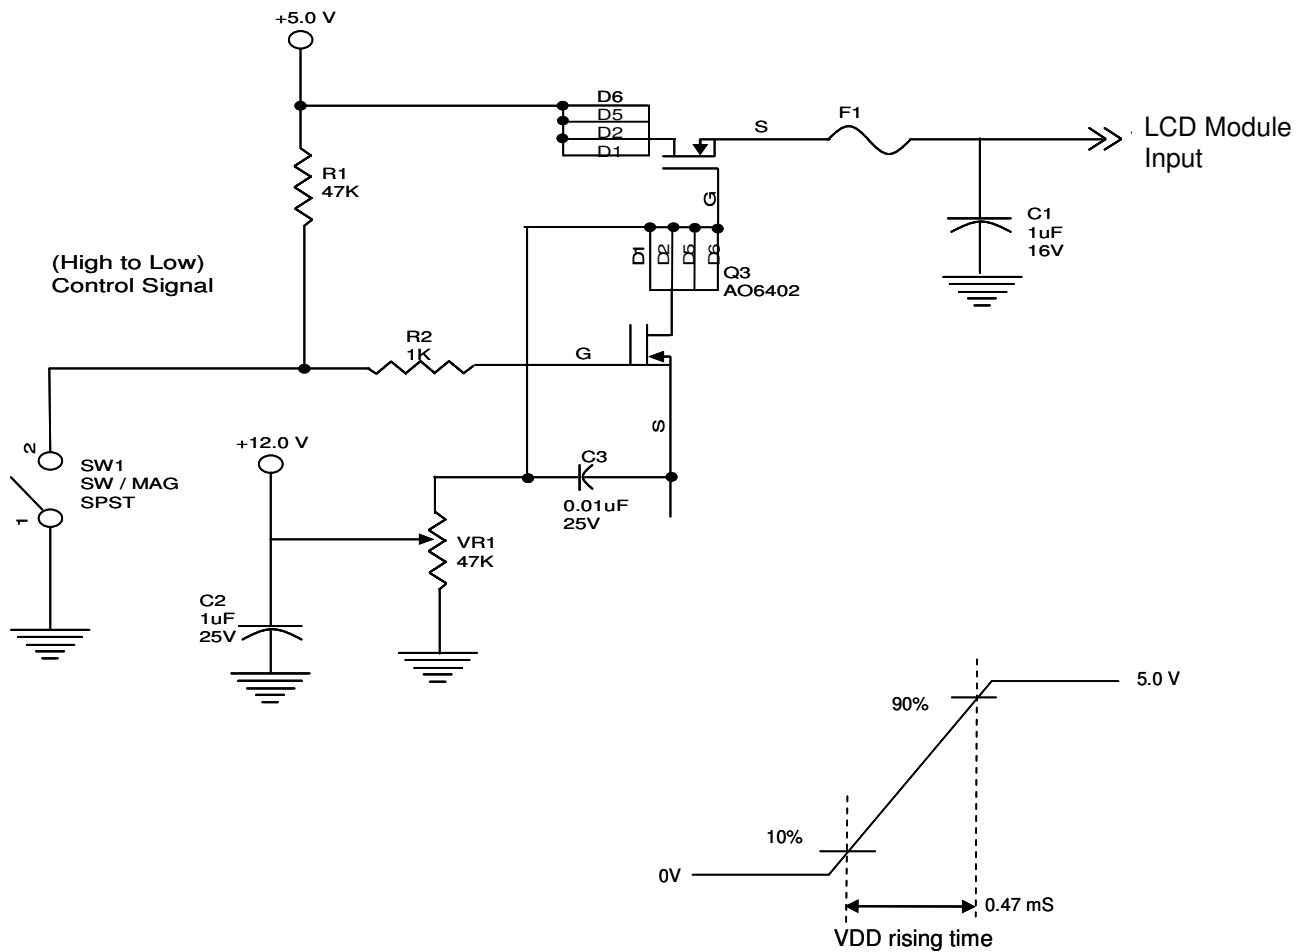 +5.0 V
D6
D5
D2
D1
S
F1
LCD Module
Input
R1
47K
G
C1
1uF
16V
D1
D2
D5
D6
Q3
AO6402
(High to Low)
Control Signal
R2
1K
G
S
+12.0 V
2
SW1
SW / MAG
SPST
1
C3
0.01uF
25V
VR1
47K
C2
1uF
25V
90%
5.0 V
10%
0V
0.47 mS
VDD rising time